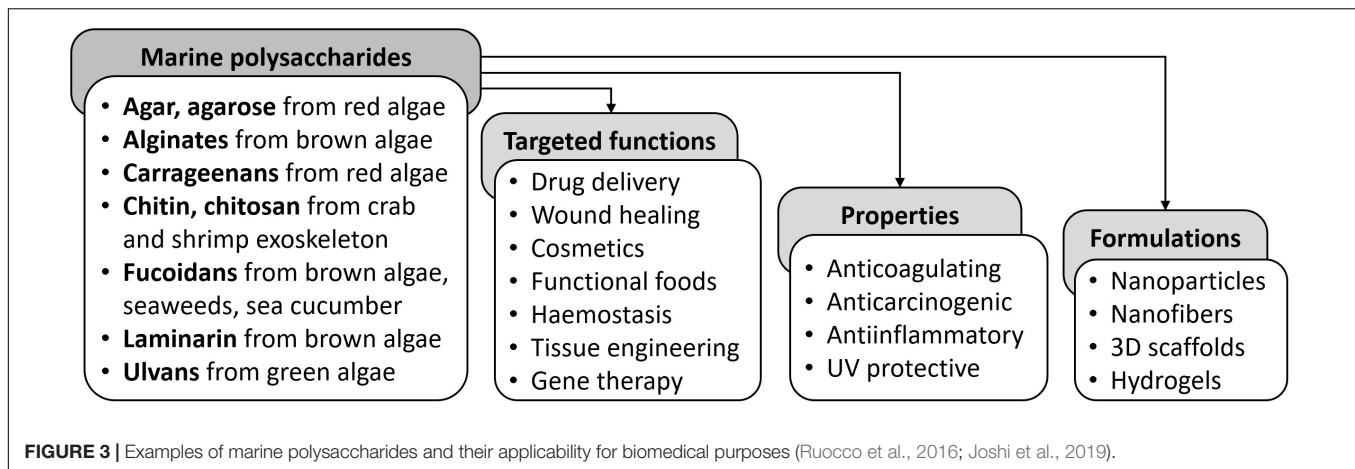 Marine polysaccharides
• Agar, agarose from red algae
• Alginates from brown algae
• Carrageenans from red algae
• Chitin, chitosan from crab
and shrimp exoskeleton
• Fucoidans from brown algae,
seaweeds, sea cucumber
• Laminarin from brown algae
• Ulvans from green algae
Targeted functions
• Drug delivery
• Wound healing
• Cosmetics
• Functional foods
• Haemostasis
• Tissue engineering
• Gene therapy
Properties
• Anticoagulating
• Anticarcinogenic
• Antiinflammatory
• UV protective
Formulations
• Nanoparticles
• Nanofibers
• 3D scaffolds
• Hydrogels
FIGURE 3 | Examples of marine polysaccharides and their applicability for biomedical purposes (Ruocco et al., 2016; Joshi et al., 2019).